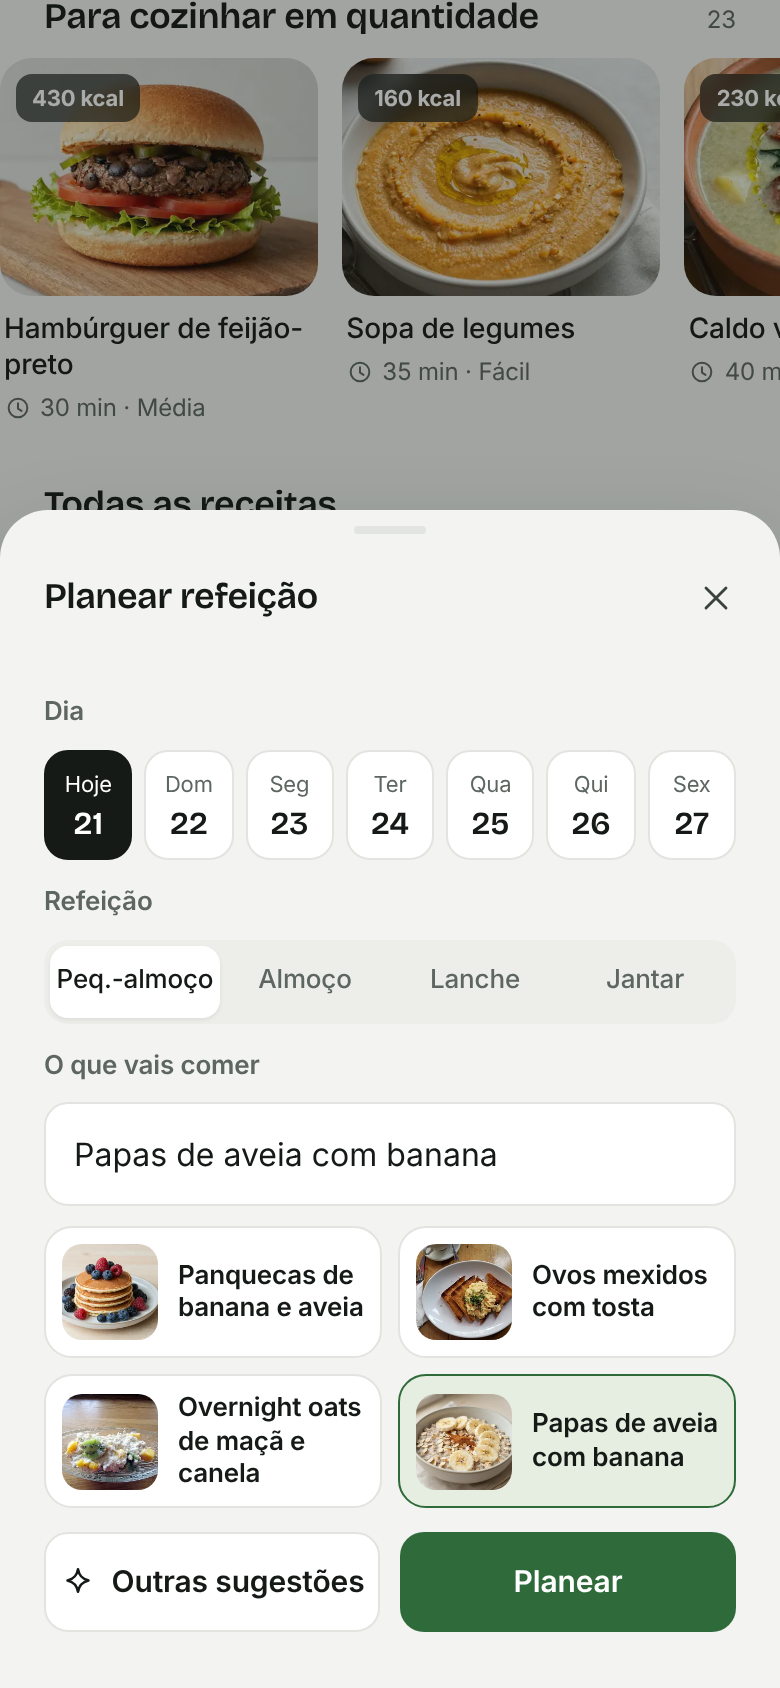 Para cozinhar em quantidade
23
430 kcal
160 kcal
230 kc
Hambúrguer de feijão-
preto
30 min · Média
Sopa de legumes
35 min · Fácil
Caldo v
40 m
Todas as receitas
Planear refeição
Dia
Hoje
21
Dom
22
Seg
23
Ter
24
Qua
25
Qui
26
Sex
27
Refeição
Peq.-almoço
Almoço
Lanche
Jantar
O que vais comer
Papas de aveia com banana
Panquecas de
banana e aveia
Ovos mexidos
com tosta
Overnight oats
de maçã e
canela
Papas de aveia
com banana
Outras sugestões
Planear